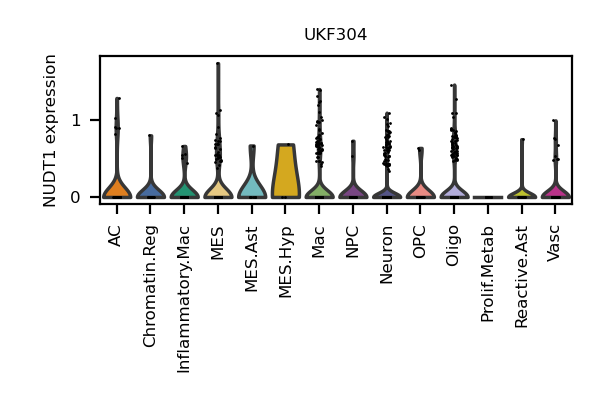 UKF304
NUDT1 expression
1
0
AC
Chromatin.Reg
Inflammatory.Mac
MES
MES.Ast
MES.Hyp
Mac
NPC
Neuron
OPC
Oligo
Prolif.Metab
Reactive.Ast
Vasc